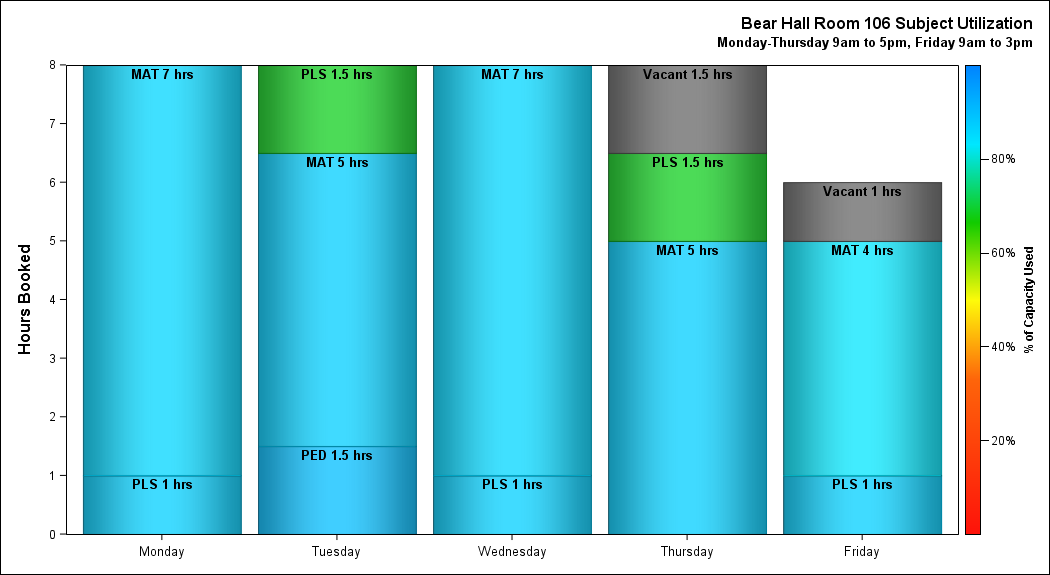 Bear Hall Room 106 Subject Utilization
Monday-Thursday 9am to 5pm, Friday 9am to 3pm
Hours Booked
8
7
6
5
4
3
2
1
0
MAT 7 hrs
PLS 1 hrs
PLS 1.5 hrs
MAT 5 hrs
PED 1.5 hrs
MAT 7 hrs
PLS 1 hrs
Vacant 1.5 hrs
PLS 1.5 hrs
MAT 5 hrs
Vacant 1 hrs
MAT 4 hrs
PLS 1 hrs
Monday
Tuesday
Wednesday
Thursday
Friday
80%
60%
40%
20%
% of Capacity Used